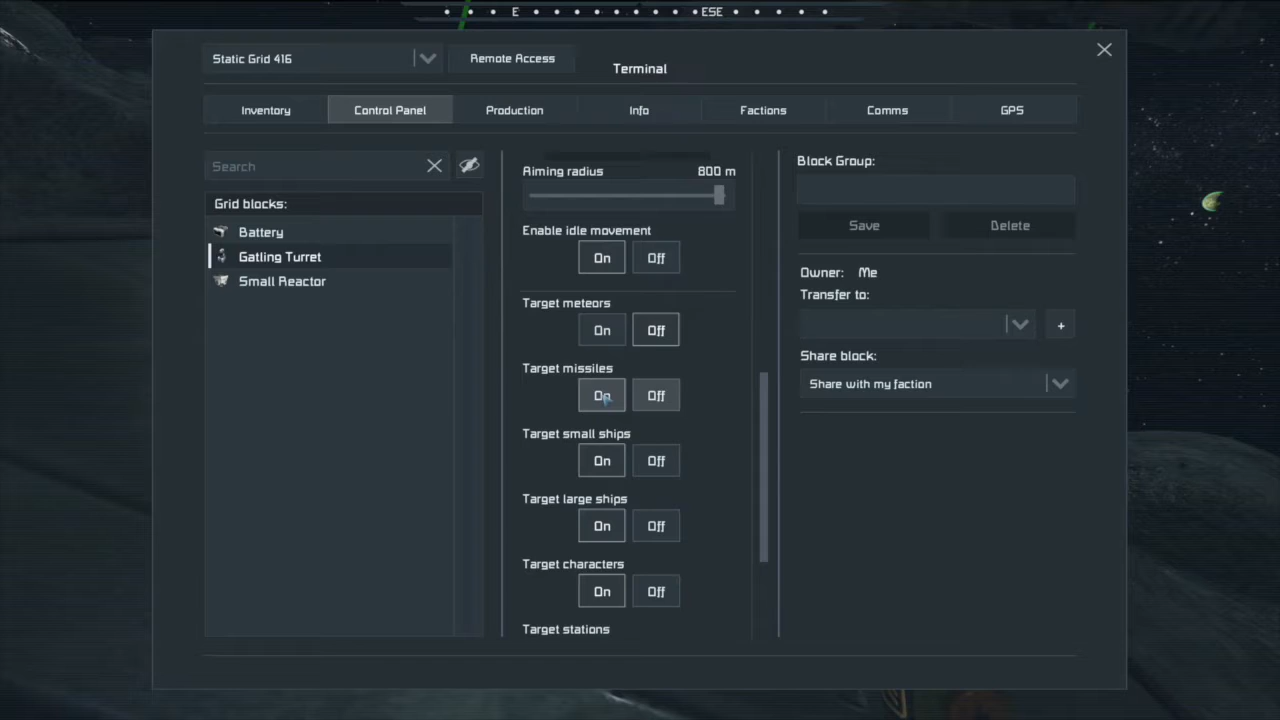 E
ESE
Static Grid 416
Remote Access
Terminal
Inventory
Control Panel
Production
Info
Factions
Comms
GPS
Search
Grid blocks:
Battery
Gatling Turret
Small Reactor
Aiming radius 800 m
Enable idle movement
On Off
Target meteors
On Off
Target missiles
On Off
Target small ships
On Off
Target large ships
On Off
Target characters
On Off
Target stations
Block Group:
Save
Delete
Owner: Me
Transfer to:
+
Share block:
Share with my faction